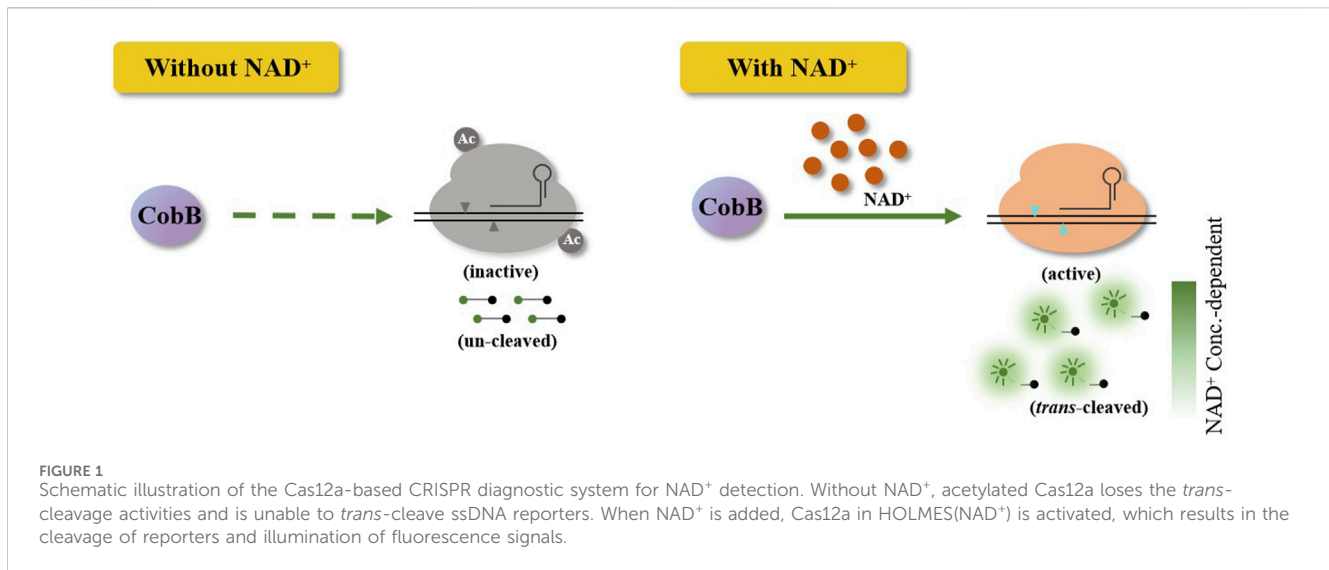 Without NAD⁺
With NAD⁺
Ac
CobB
Ac
(inactive)
(un-cleaved)
NAD⁺
CobB
(active)
(trans-cleaved)
NAD⁺ Conc.-dependent
FIGURE 1
Schematic illustration of the Cas12a-based CRISPR diagnostic system for NAD⁺ detection. Without NAD⁺, acetylated Cas12a loses the trans-
cleavage activities and is unable to trans-cleave ssDNA reporters. When NAD⁺ is added, Cas12a in HOLMES(NAD⁺) is activated, which results in the
cleavage of reporters and illumination of fluorescence signals.